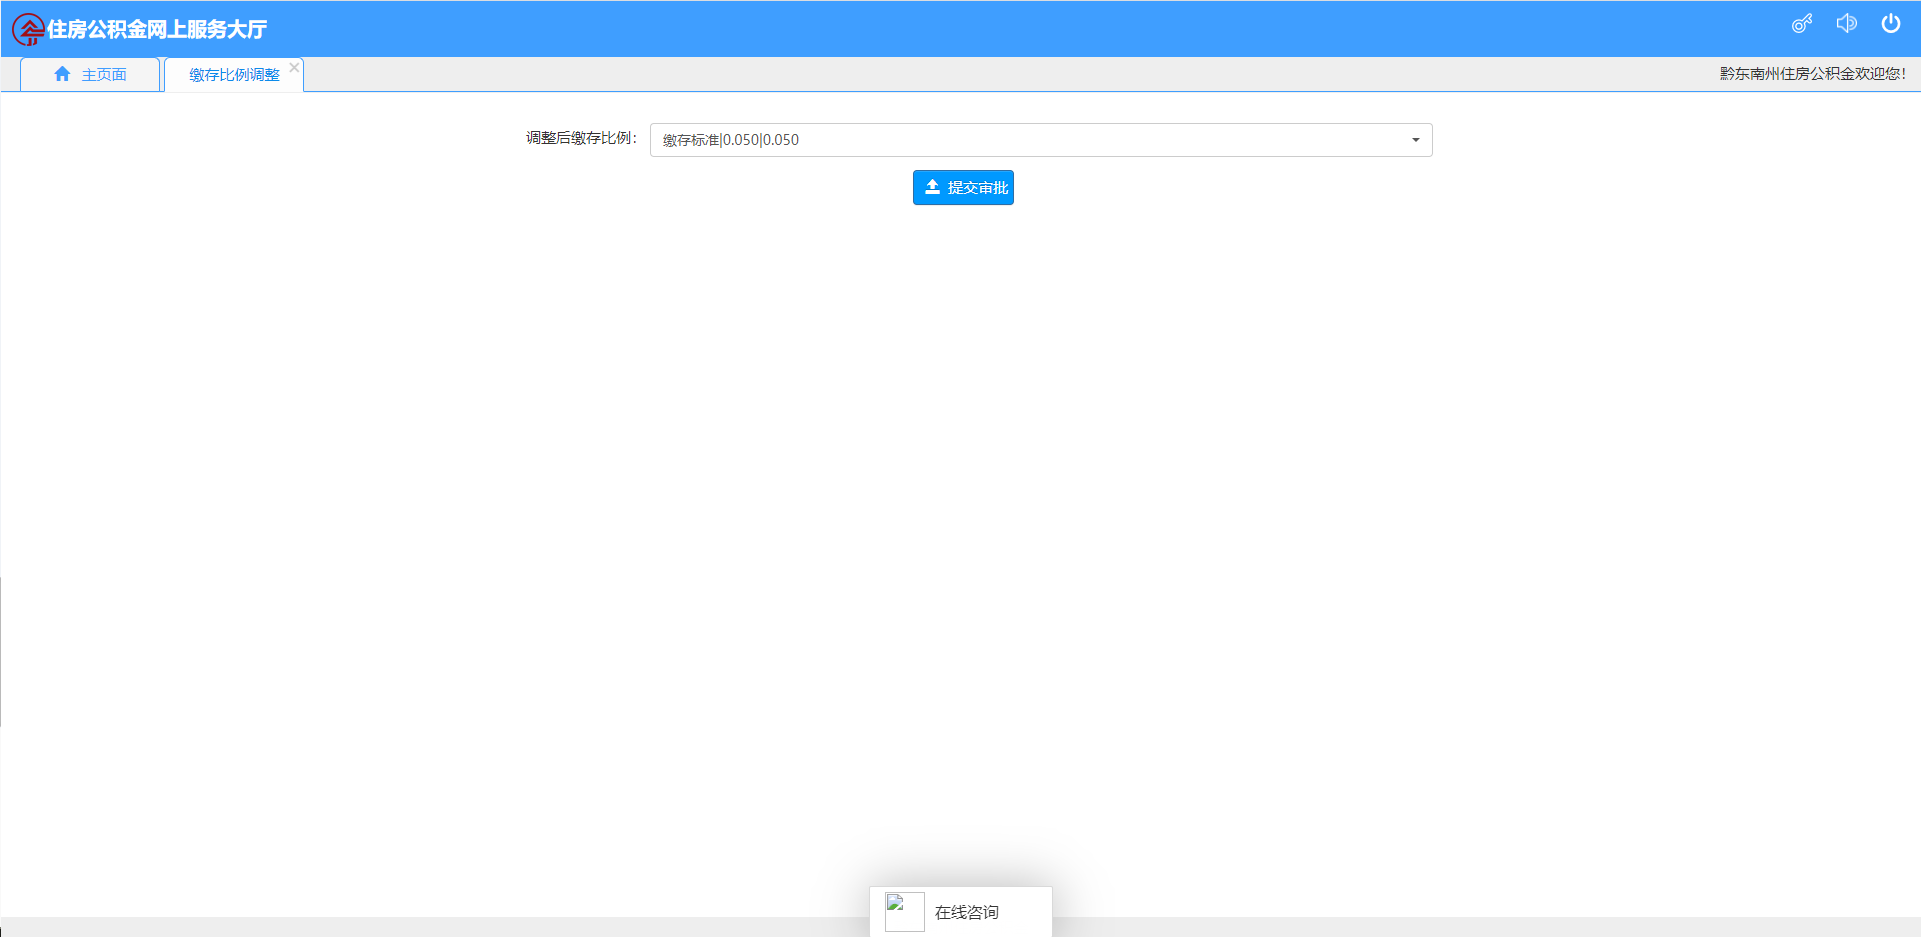 住房公积金网上服务大厅
主页面
缴存比例调整
黔东南州住房公积金欢迎您！
调整后缴存比例：
缴存标准|0.050|0.050
提交审批
在线咨询